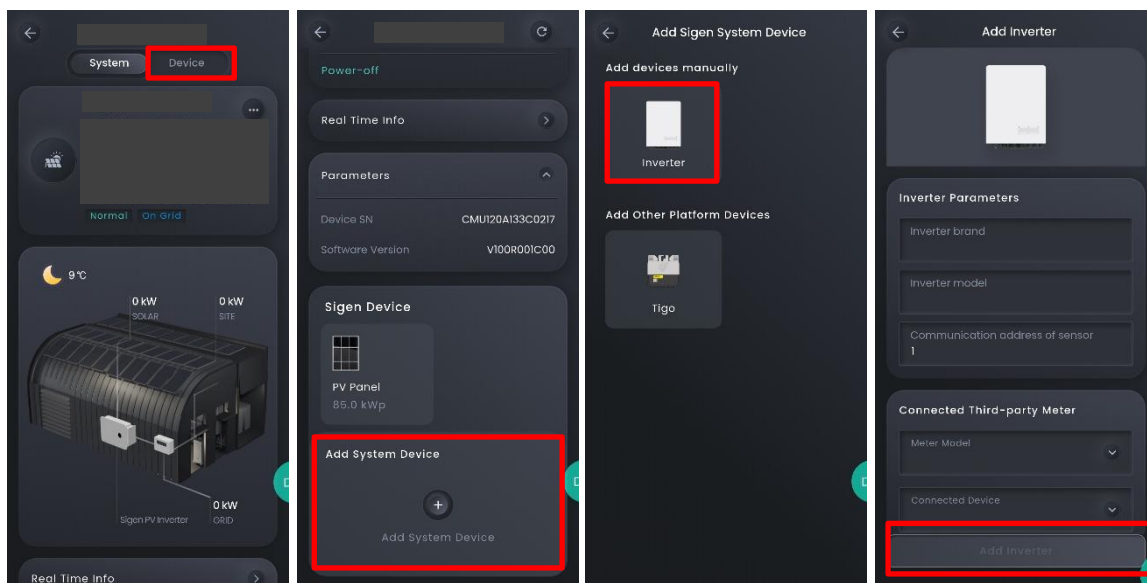 System
Device
Normal
On Grid
9°C
0 kW
SOLAR
0 kW
SITE
0 kW
GRID
Sigen PV Inverter
Real Time Info
Power-off
Real Time Info
Parameters
Device SN
CMU120A133C0217
Software Version
V100R001C00
Sigen Device
PV Panel
85.0 kWp
Add System Device
+
Add System Device
Add Sigen System Device
Add devices manually
Inverter
Add Other Platform Devices
Tigo
Add Inverter
Inverter Parameters
Inverter brand
Inverter model
Communication address of sensor
1
Connected Third-party Meter
Meter Model
Connected Device
Add Inverter